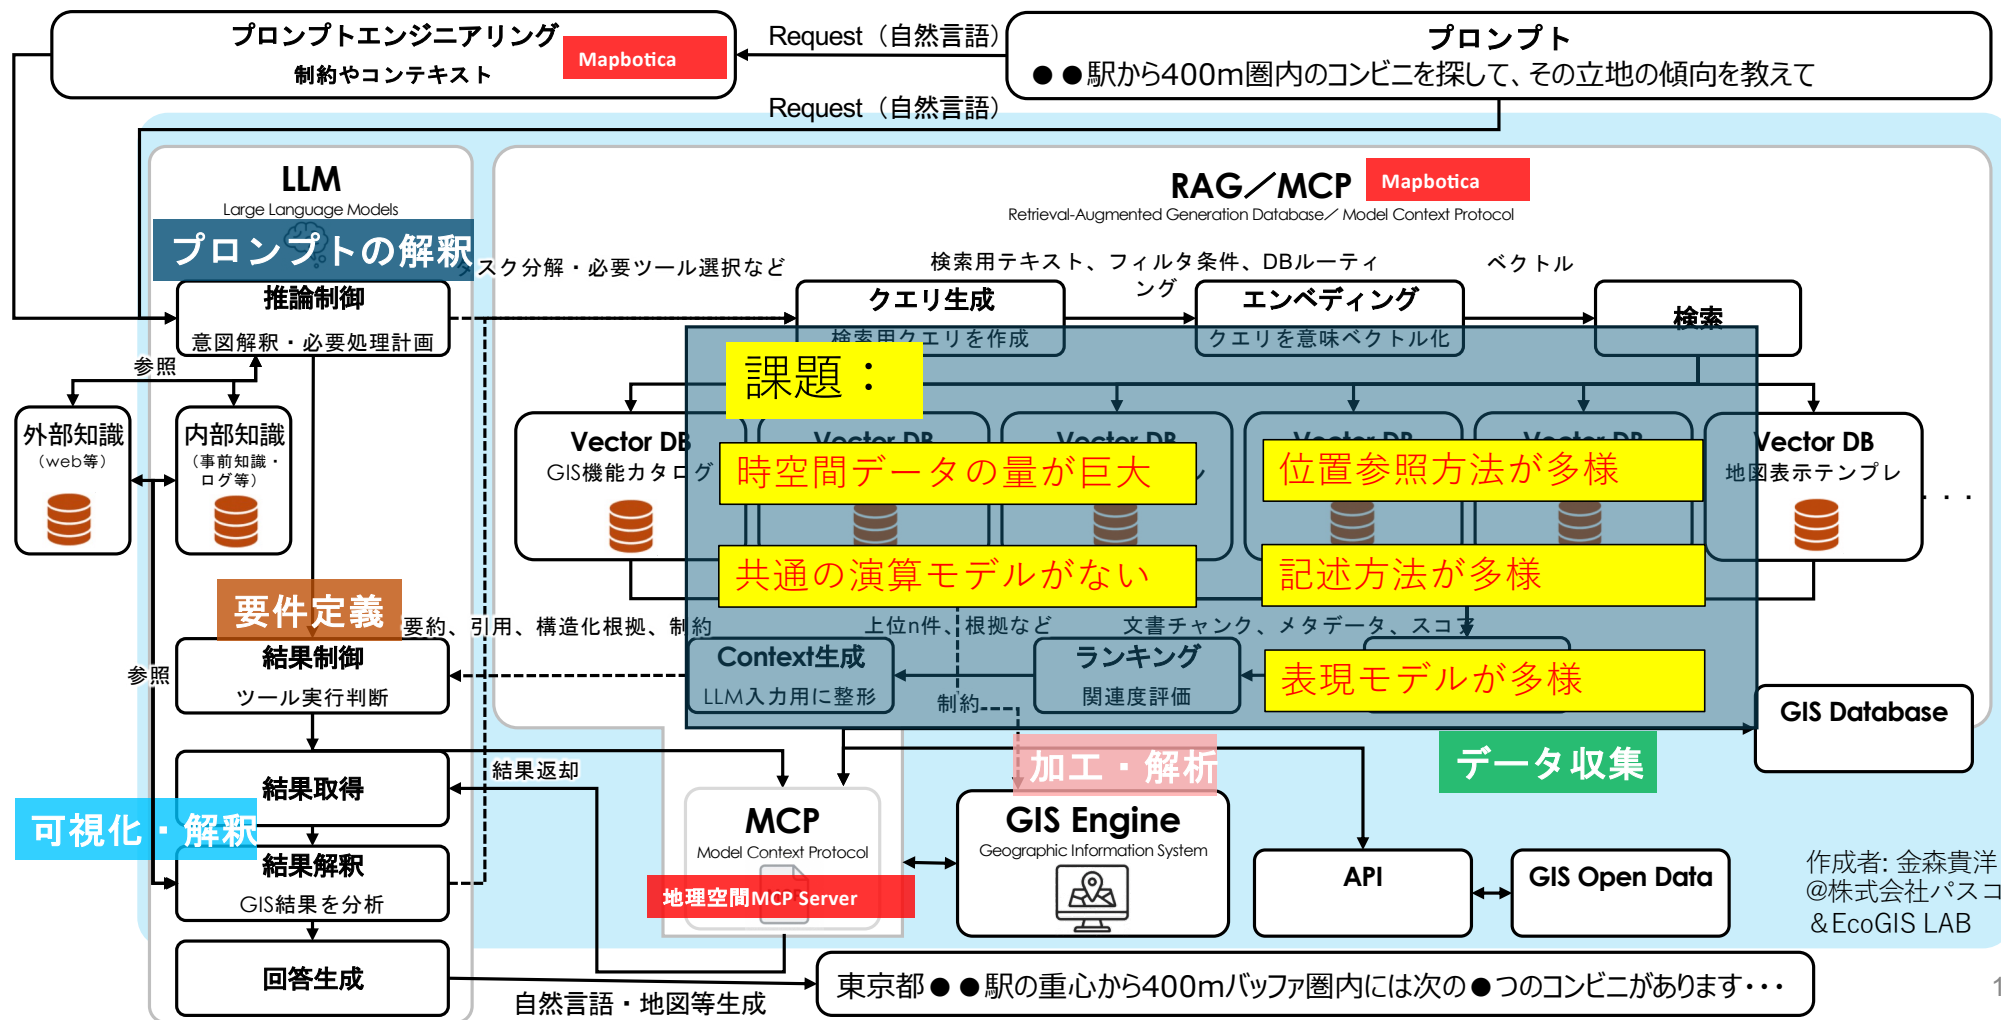 プロンプトエンジニアリング
制約やコンテキスト
Mapbotica
Request（自然言語）
プロンプト
●●駅から400m圏内のコンビニを探して、その立地の傾向を教えて
Request（自然言語）
LLM
Large Language Models
プロンプトの解釈
RAG／MCP
Mapbotica
Retrieval-Augmented Generation Database／ Model Context Protocol
スク分解・必要ツール選択など
検索用テキスト、フィルタ条件、DBルーティ
ング
ベクトル
推論制御
意図解釈・必要処理計画
クエリ生成
検索用クエリを作成
エンベディング
クエリを意味ベクトル化
検索
参照
課題：
外部知識
（web等）
内部知識
（事前知識・
ログ等）
Vector DB
GIS機能カタログ
Vector DB
Vector DB
Vector DB
Vector DB
Vector DB
地図表示テンプレ
・・・
時空間データの量が巨大
位置参照方法が多様
共通の演算モデルがない
記述方法が多様
要件定義
要約、引用、構造化根拠、制約
上位n件、根拠など
文書チャンク、メタデータ、スコア
結果制御
ツール実行判断
参照
Context生成
LLM入力用に整形
制約
ランキング
関連度評価
表現モデルが多様
GIS Database
加工・解析
データ収集
結果取得
結果返却
可視化・解釈
結果解釈
GIS結果を分析
MCP
Model Context Protocol
地理空間MCP Server
GIS Engine
Geographic Information System
API
GIS Open Data
作成者: 金森貴洋
@株式会社パスコ
＆EcoGIS LAB
回答生成
自然言語・地図等生成
東京都●●駅の重心から400mバッファ圏内には次の●つのコンビニがあります・・・
1